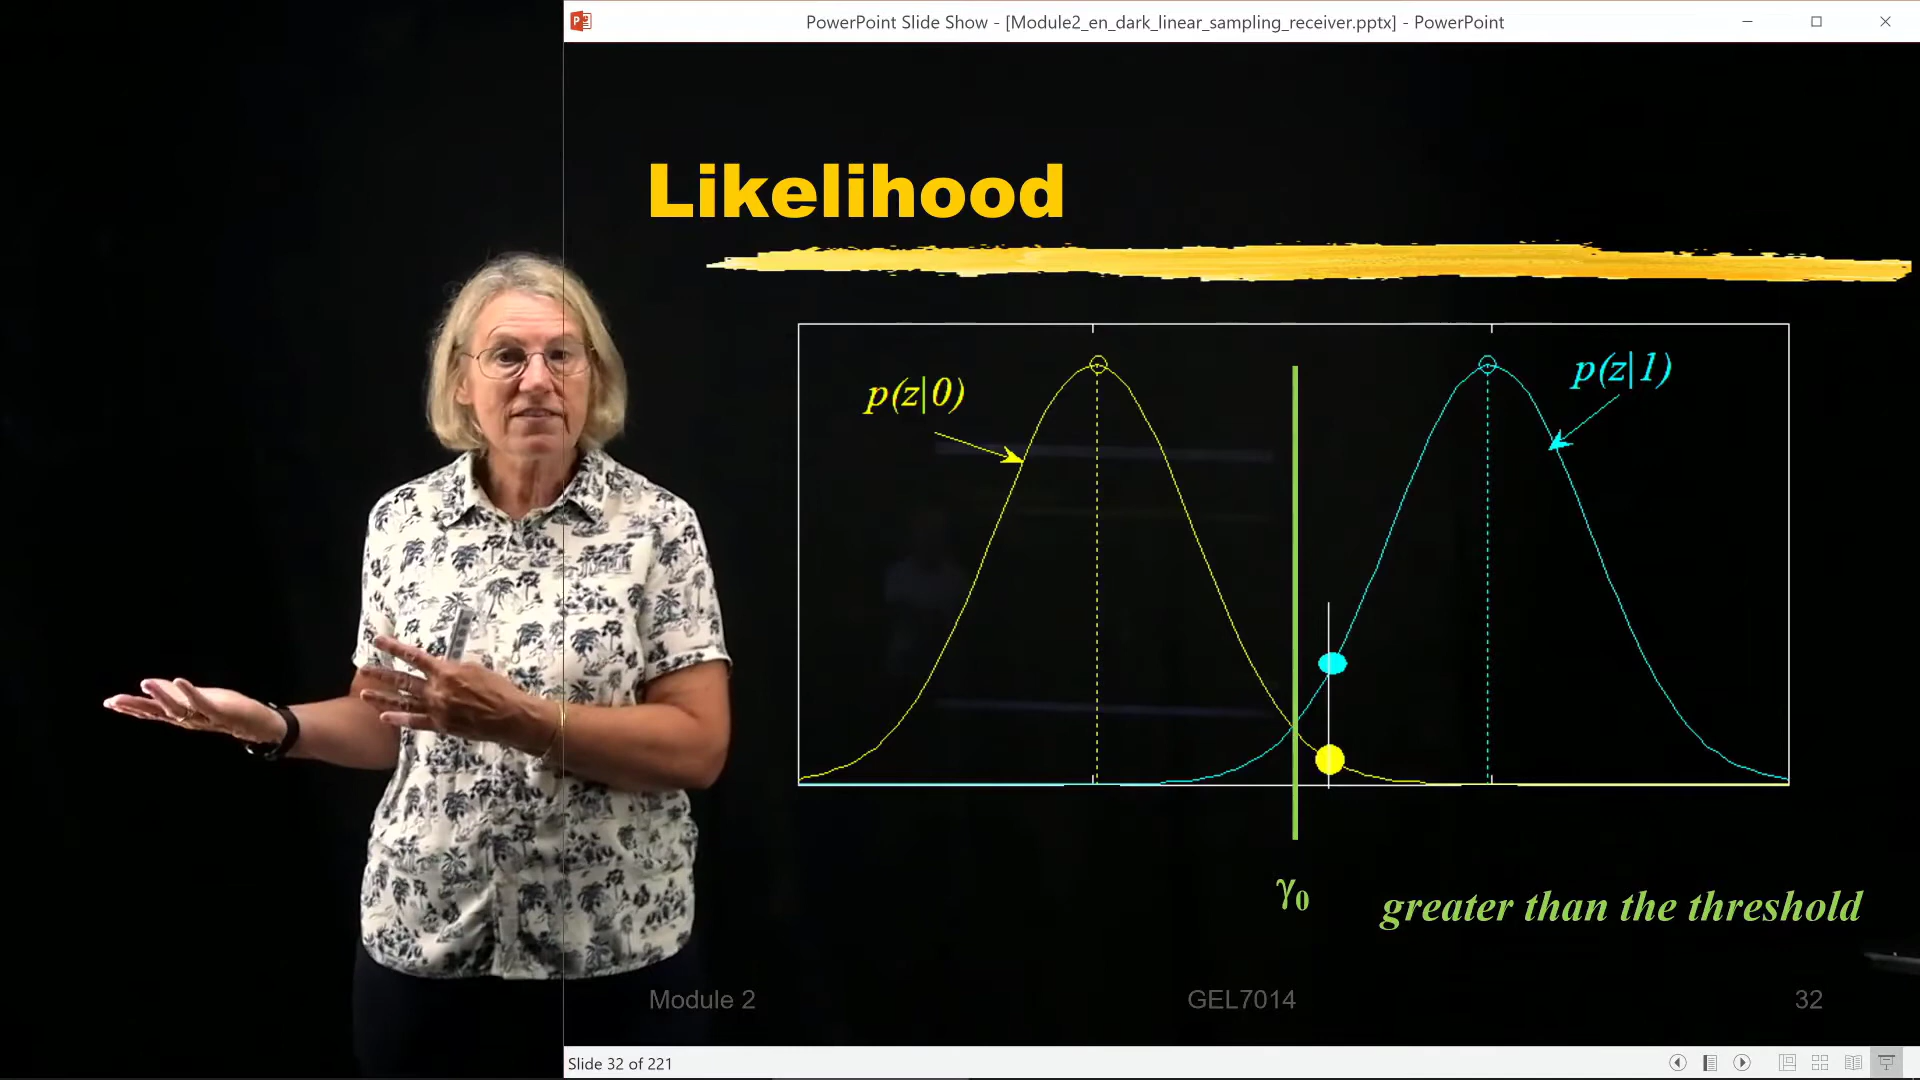 PowerPoint Slide Show - [Module2_en_dark_linear_sampling_receiver.pptx] - PowerPoint
Likelihood
p(z|0)
p(z|1)
γ0
greater than the threshold
Module 2
GEL7014
32
Slide 32 of 221